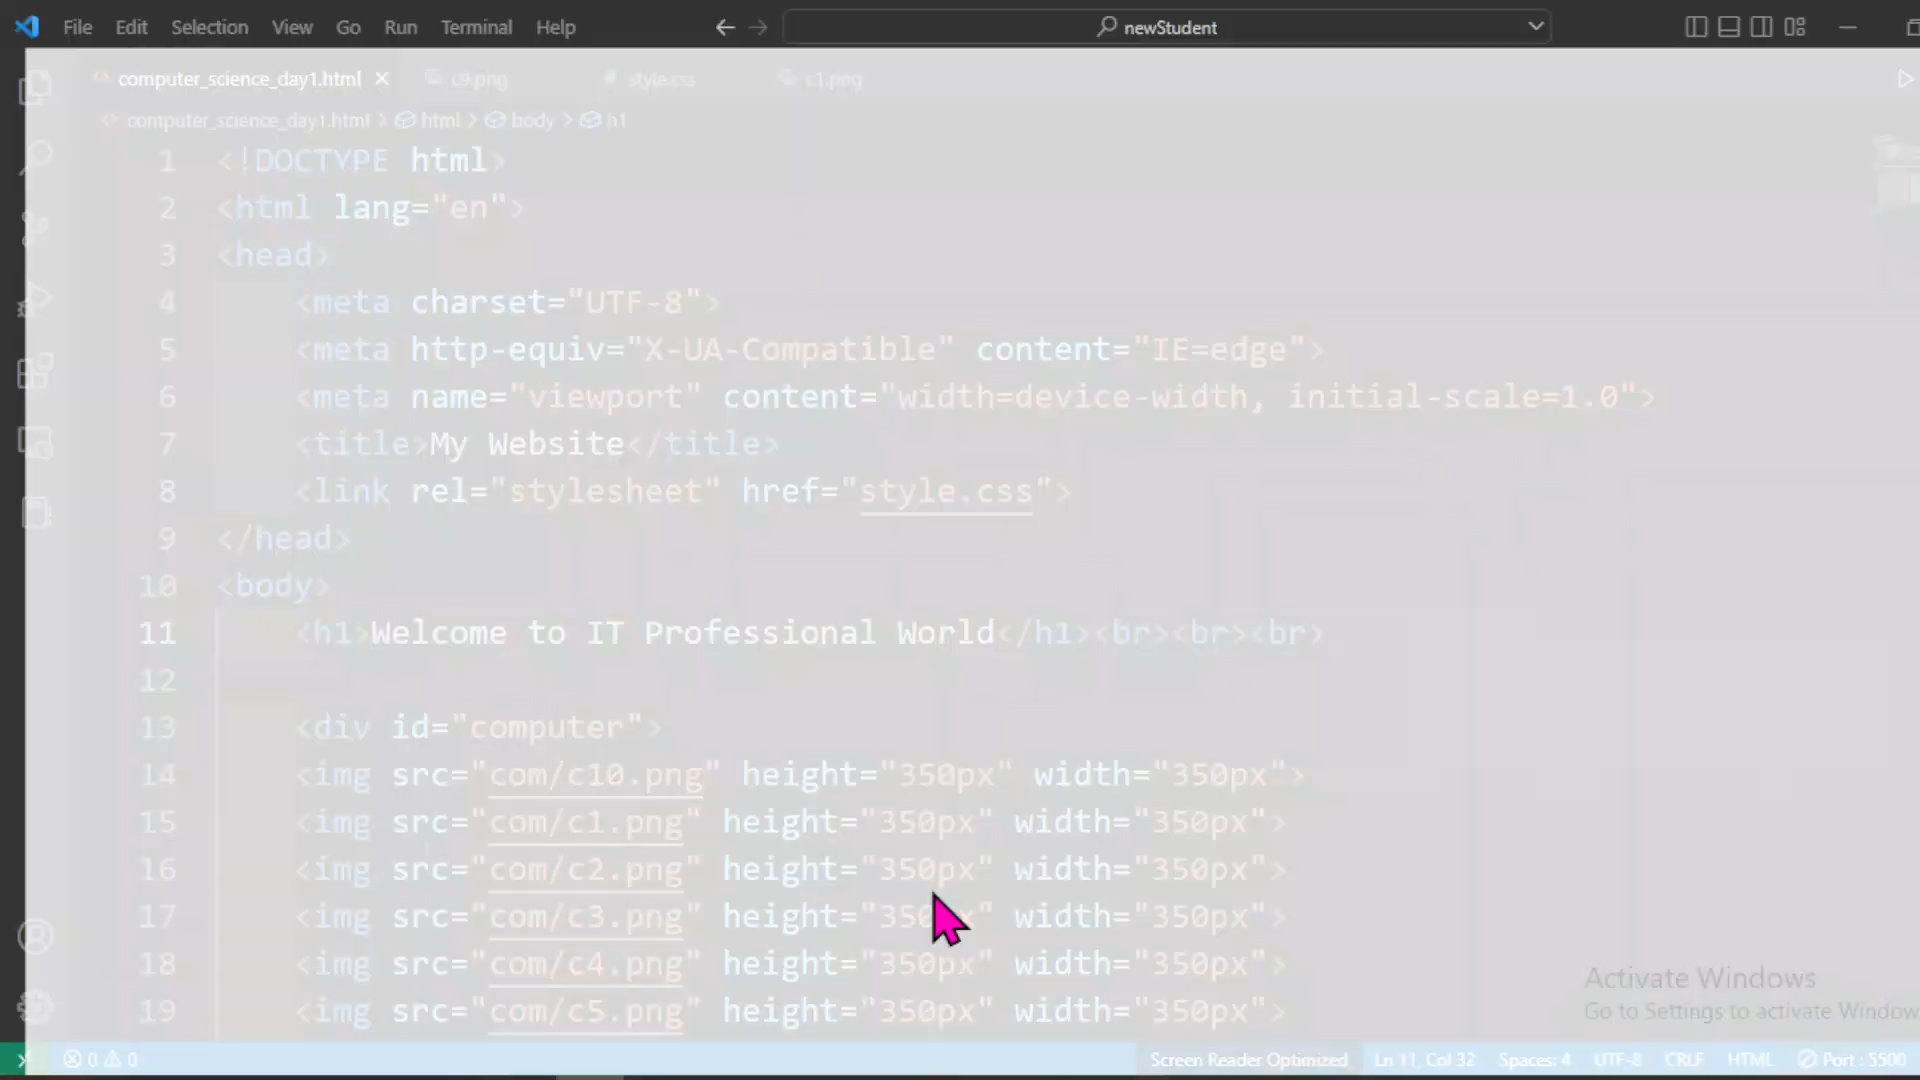 File Edit Selection View Go Run Terminal Help newStudent
computer_science_day1.html c9.png style.css c1.png
computer_science_day1.html > html > body > h1
1 <!DOCTYPE html>
2 <html lang="en">
3 <head>
4 <meta charset="UTF-8">
5 <meta http-equiv="X-UA-Compatible" content="IE=edge">
6 <meta name="viewport" content="width=device-width, initial-scale=1.0">
7 <title>My Website</title>
8 <link rel="stylesheet" href="style.css">
9 </head>
10 <body>
11 <h1>Welcome to IT Professional World</h1><br><br><br>
12
13 <div id="computer">
14 <img src="com/c10.png" height="350px" width="350px">
15 <img src="com/c1.png" height="350px" width="350px">
16 <img src="com/c2.png" height="350px" width="350px">
17 <img src="com/c3.png" height="350px" width="350px">
18 <img src="com/c4.png" height="350px" width="350px">
19 <img src="com/c5.png" height="350px" width="350px">
Activate Windows
Go to Settings to activate Window
0 0 Screen Reader Optimized Ln 11, Col 32 Spaces: 4 UTF-8 CRLF HTML Port : 5500